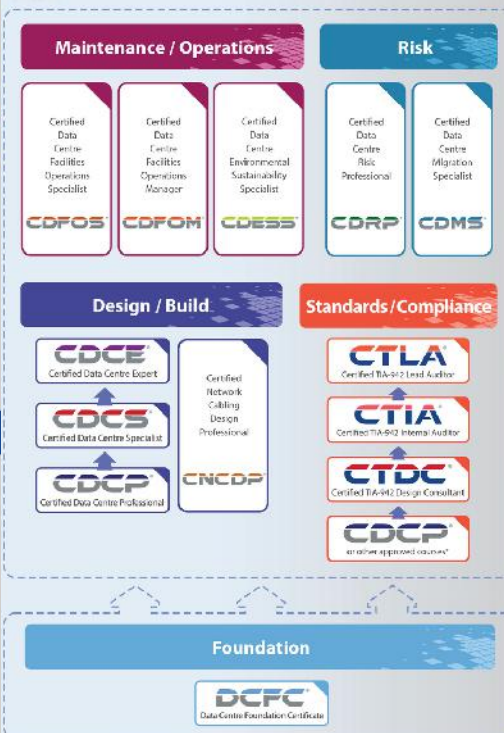 Maintenance / Operations
Certified
Data
Centre
Facilities
Operations
Specialist
CDFOS®
Certified
Data
Centre
Facilities
Operations
Manager
CDFOM®
Certified
Data
Centre
Environmental
Sustainability
Specialist
CDESS®
Risk
Certified
Data
Centre
Risk
Professional
CDRP®
Certified
Data
Centre
Migration
Specialist
CDMS®
Design / Build
CDCE®
Certified Data Centre Expert
CDCS®
Certified Data Centre Specialist
CDCP®
Certified Data Centre Professional
Certified
Network
Cabling
Design
Professional
CNCDP®
Standards/Compliance
CTLA®
Certified TIA-942 Lead Auditor
CTIA®
Certified TIA-942 Internal Auditor
CTDC®
Certified TIA-942 Design Consultant
CDCP®
or other approved courses*
Foundation
DCFC®
Data Centre Foundation Certificate